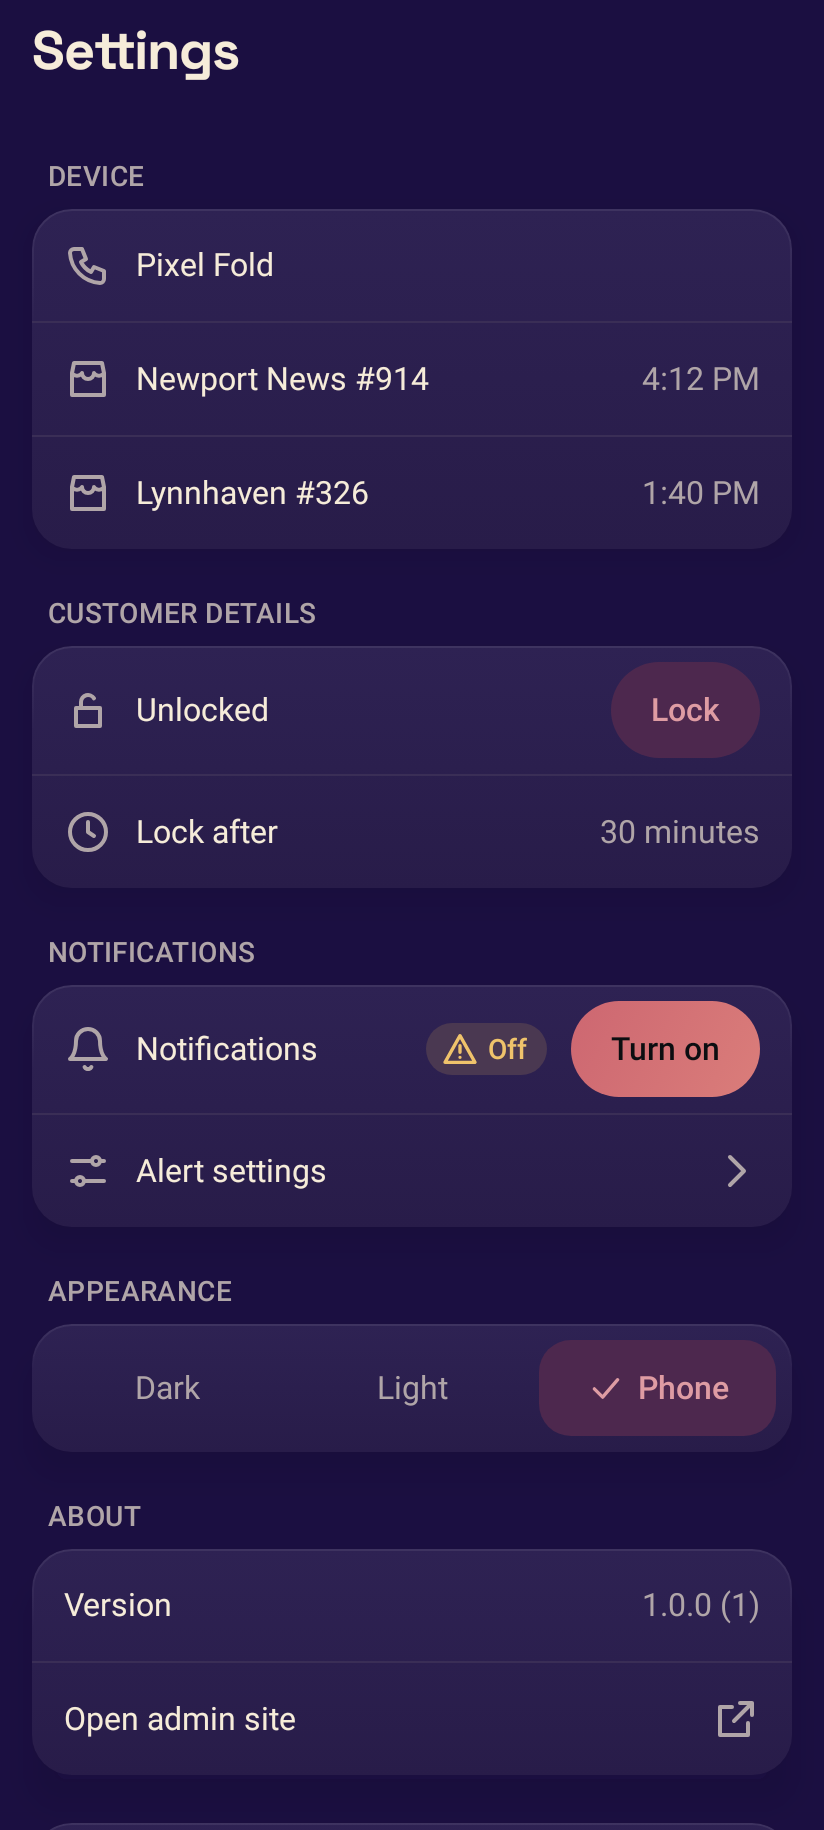 Settings
DEVICE
Pixel Fold
Newport News #914 4:12 PM
Lynnhaven #326 1:40 PM
CUSTOMER DETAILS
Unlocked Lock
Lock after 30 minutes
NOTIFICATIONS
Notifications Off Turn on
Alert settings
APPEARANCE
Dark Light Phone
ABOUT
Version 1.0.0 (1)
Open admin site